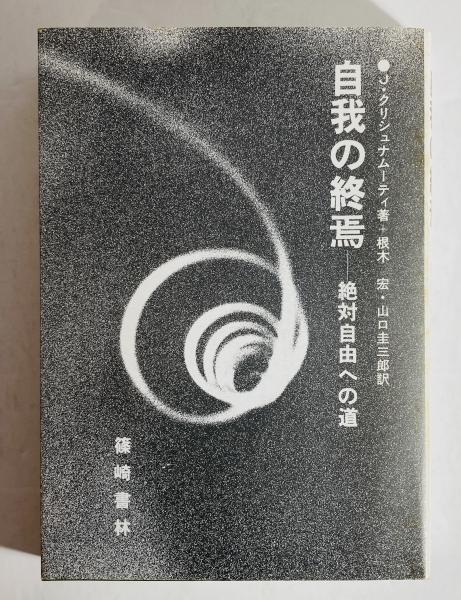 ●J・クリシュナムーティ著+根木 宏・山口圭三郎訳
自我の終焉
──絶対自由への道
篠崎書林